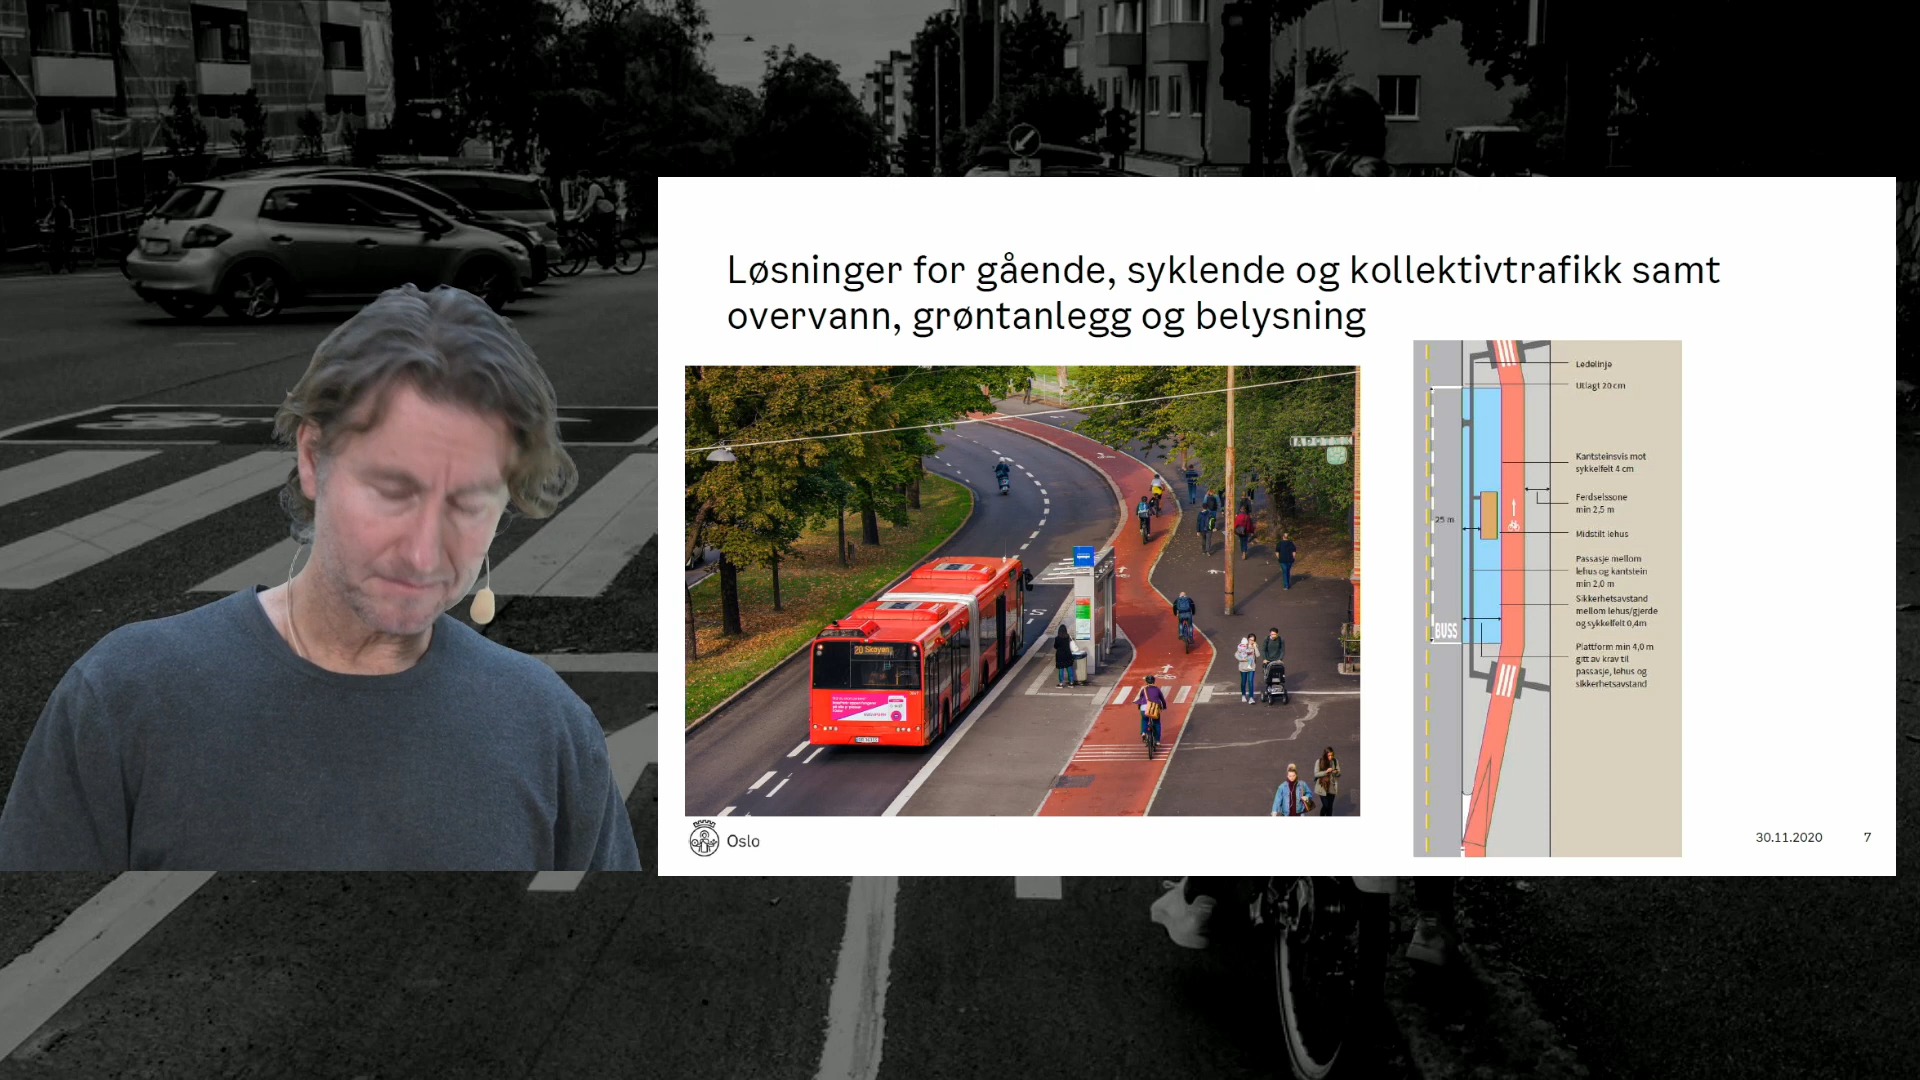 Løsninger for gående, syklende og kollektivtrafikk samt
overvann, grøntanlegg og belysning
20 Skøyen
Ledelinje
Utlagt 20 cm
Kantsteinsvis mot
sykkelfelt 4 cm
Ferdselssone
min 2,5 m
25 m
Midtstilt lehus
Passasje mellom
lehus og kantstein
min 2,0 m
Sikkerhetsavstand
mellom lehus/gjerde
og sykkelfelt 0,4m
BUSS
Plattform min 4,0 m
gitt av krav til
passasje, lehus og
sikkerhetsavstand
Oslo
30.11.2020
7